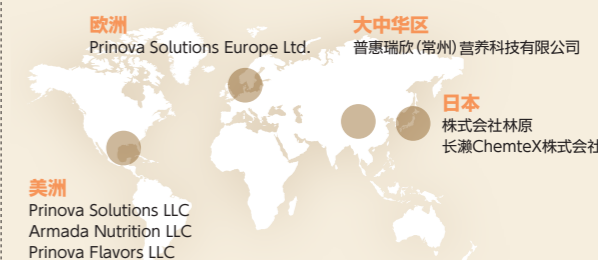 欧洲
Prinova Solutions Europe Ltd.
大中华区
普惠瑞欣（常州）营养科技有限公司
日本
株式会社林原
长濑ChemteX株式会社
美洲
Prinova Solutions LLC
Armada Nutrition LLC
Prinova Flavors LLC